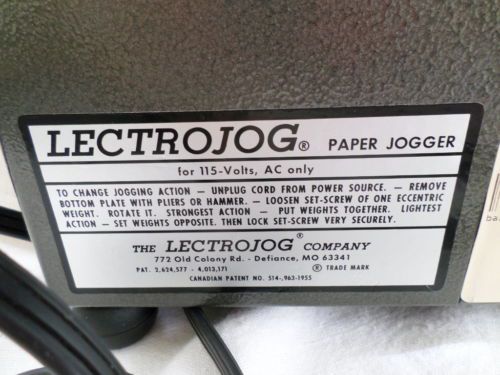 LECTROJOG® PAPER JOGGER
for 115-Volts, AC only
TO CHANGE JOGGING ACTION – UNPLUG CORD FROM POWER SOURCE. – REMOVE
BOTTOM PLATE WITH PLIERS OR HAMMER. – LOOSEN SET-SCREW OF ONE ECCENTRIC
WEIGHT. ROTATE IT. STRONGEST ACTION – PUT WEIGHTS TOGETHER. LIGHTEST
ACTION – SET WEIGHTS OPPOSITE. THEN LOCK SET-SCREW VERY SECURELY.
THE LECTROJOG® COMPANY
772 Old Colony Rd. - Defiance, MO 63341
PAT. 2,624,577 - 4,013,171 ® TRADE MARK
CANADIAN PATENT NO. 514-,963-1955